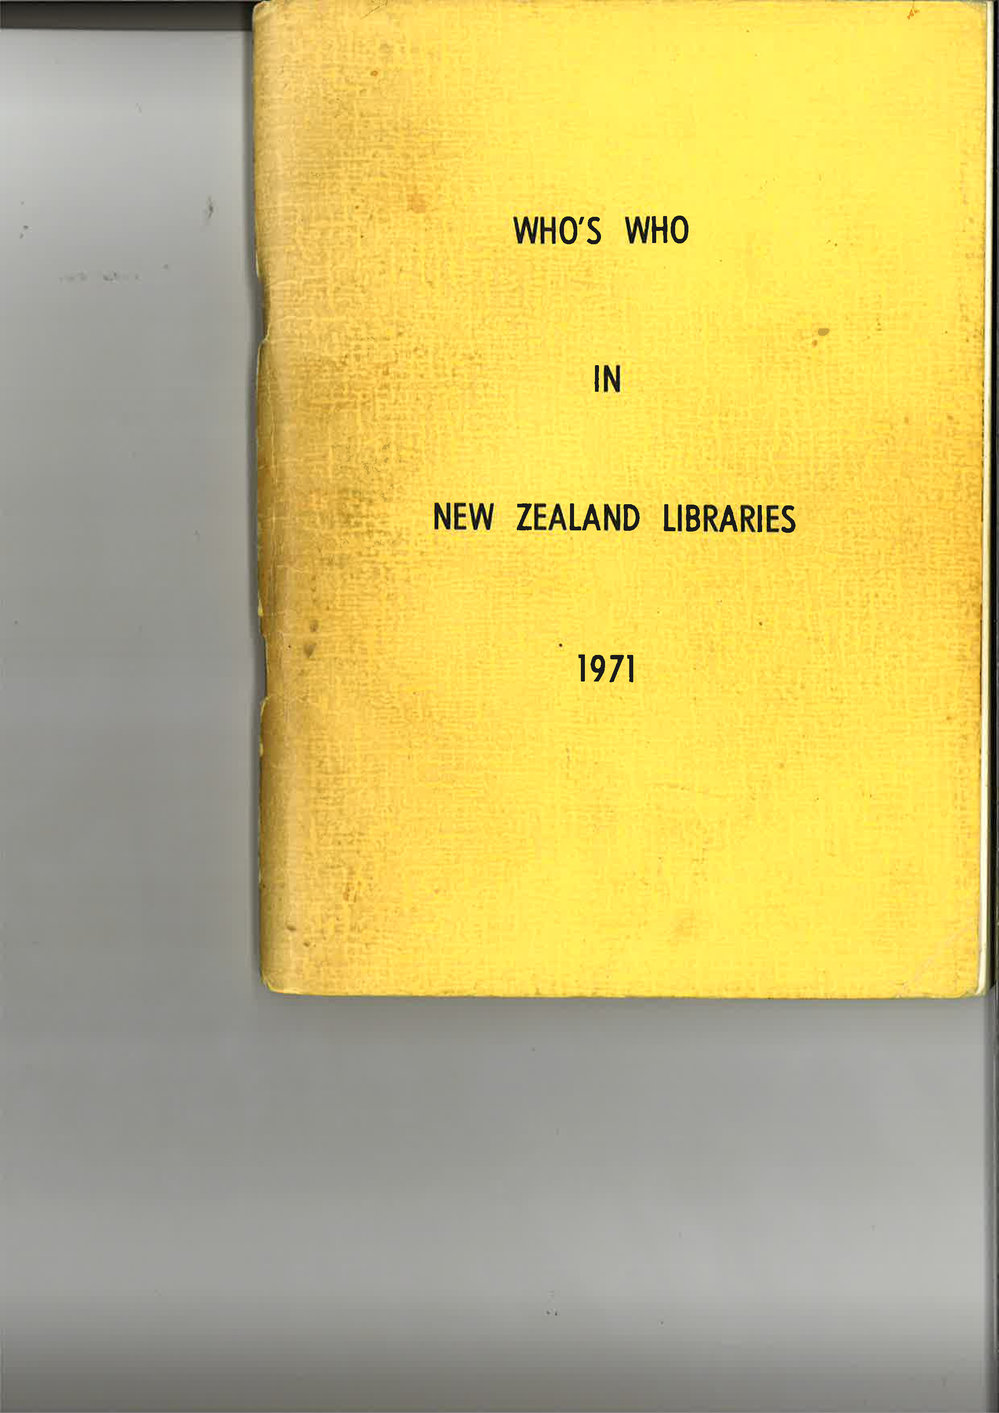 WHO'S WHO
IN
NEW ZEALAND LIBRARIES
1971